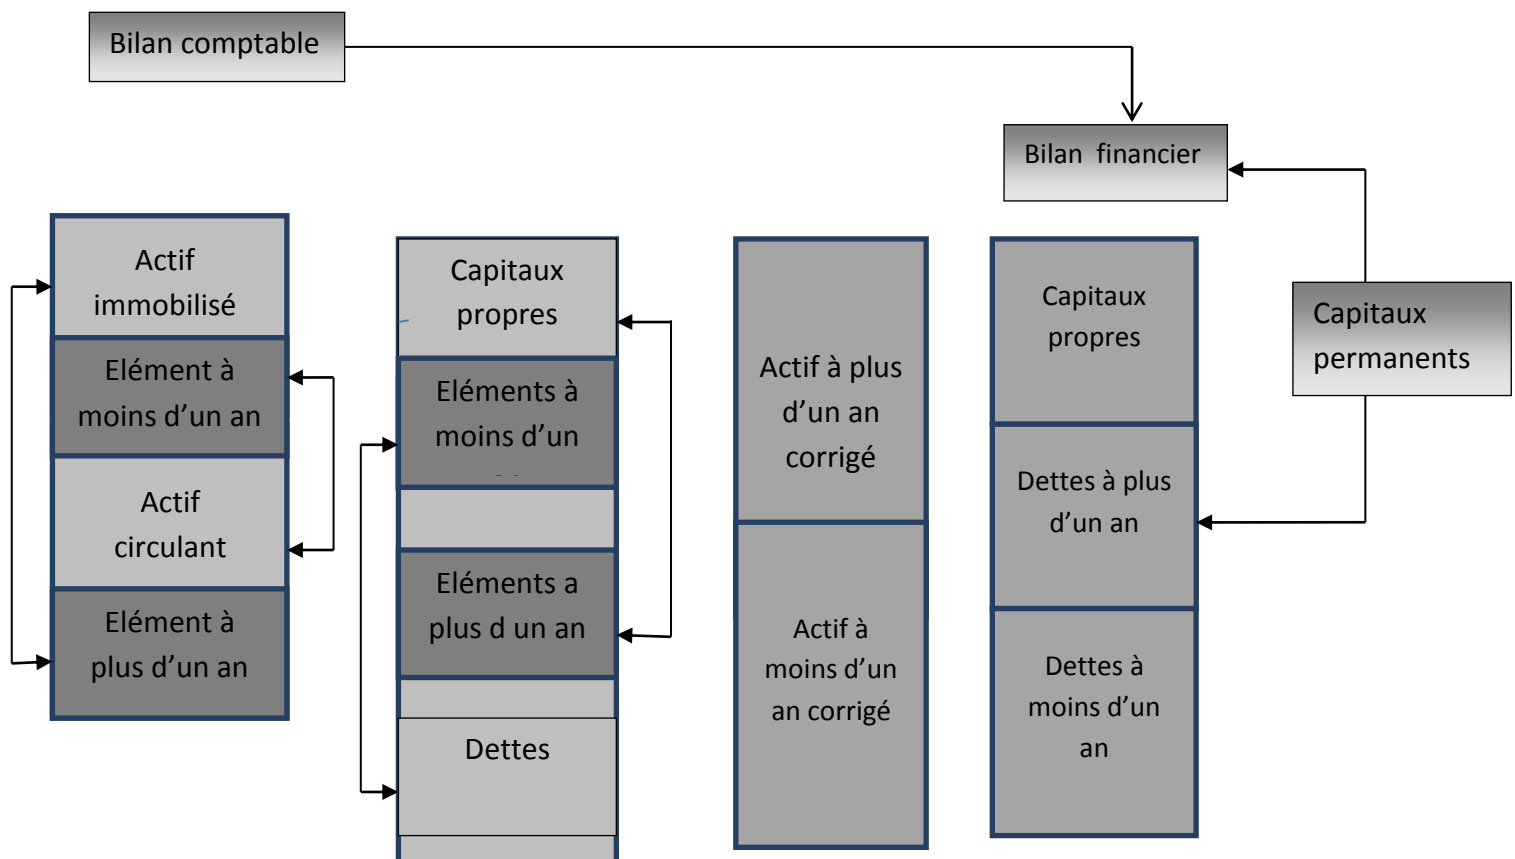 Bilan comptable
Bilan financier
Actif
immobilisé
Elément à
moins d'un an
Actif
circulant
Elément à
plus d'un an
Capitaux
propres
Eléments à
moins d'un
Eléments a
plus d un an
Dettes
Actif à plus
d'un an
corrigé
Actif à
moins d'un
an corrigé
Capitaux
propres
Dettes à plus
d'un an
Dettes à
moins d'un
an
Capitaux
permanents